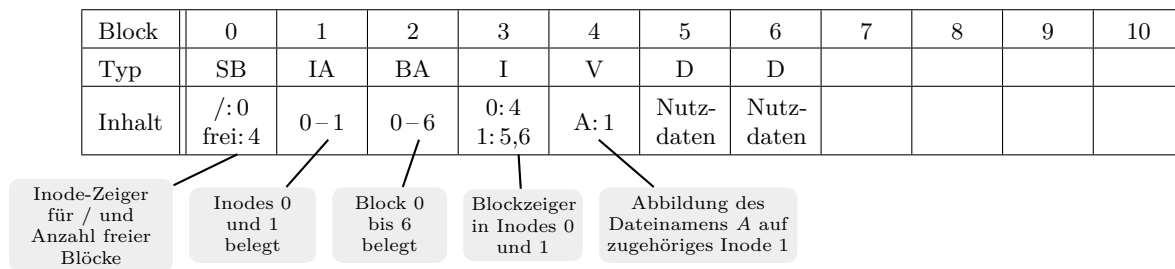 Block 0 1 2 3 4 5 6 7 8 9 10
Typ SB IA BA I V D D
Inhalt /: 0 frei: 4 0 – 1 0 – 6 0: 4 1: 5,6 A: 1 Nutz- daten Nutz- daten
Inode-Zeiger
für / und
Anzahl freier
Blöcke
Inodes 0
und 1
belegt
Block 0
bis 6
belegt
Blockzeiger
in Inodes 0
und 1
Abbildung des
Dateinamens A auf
zugehöriges Inode 1